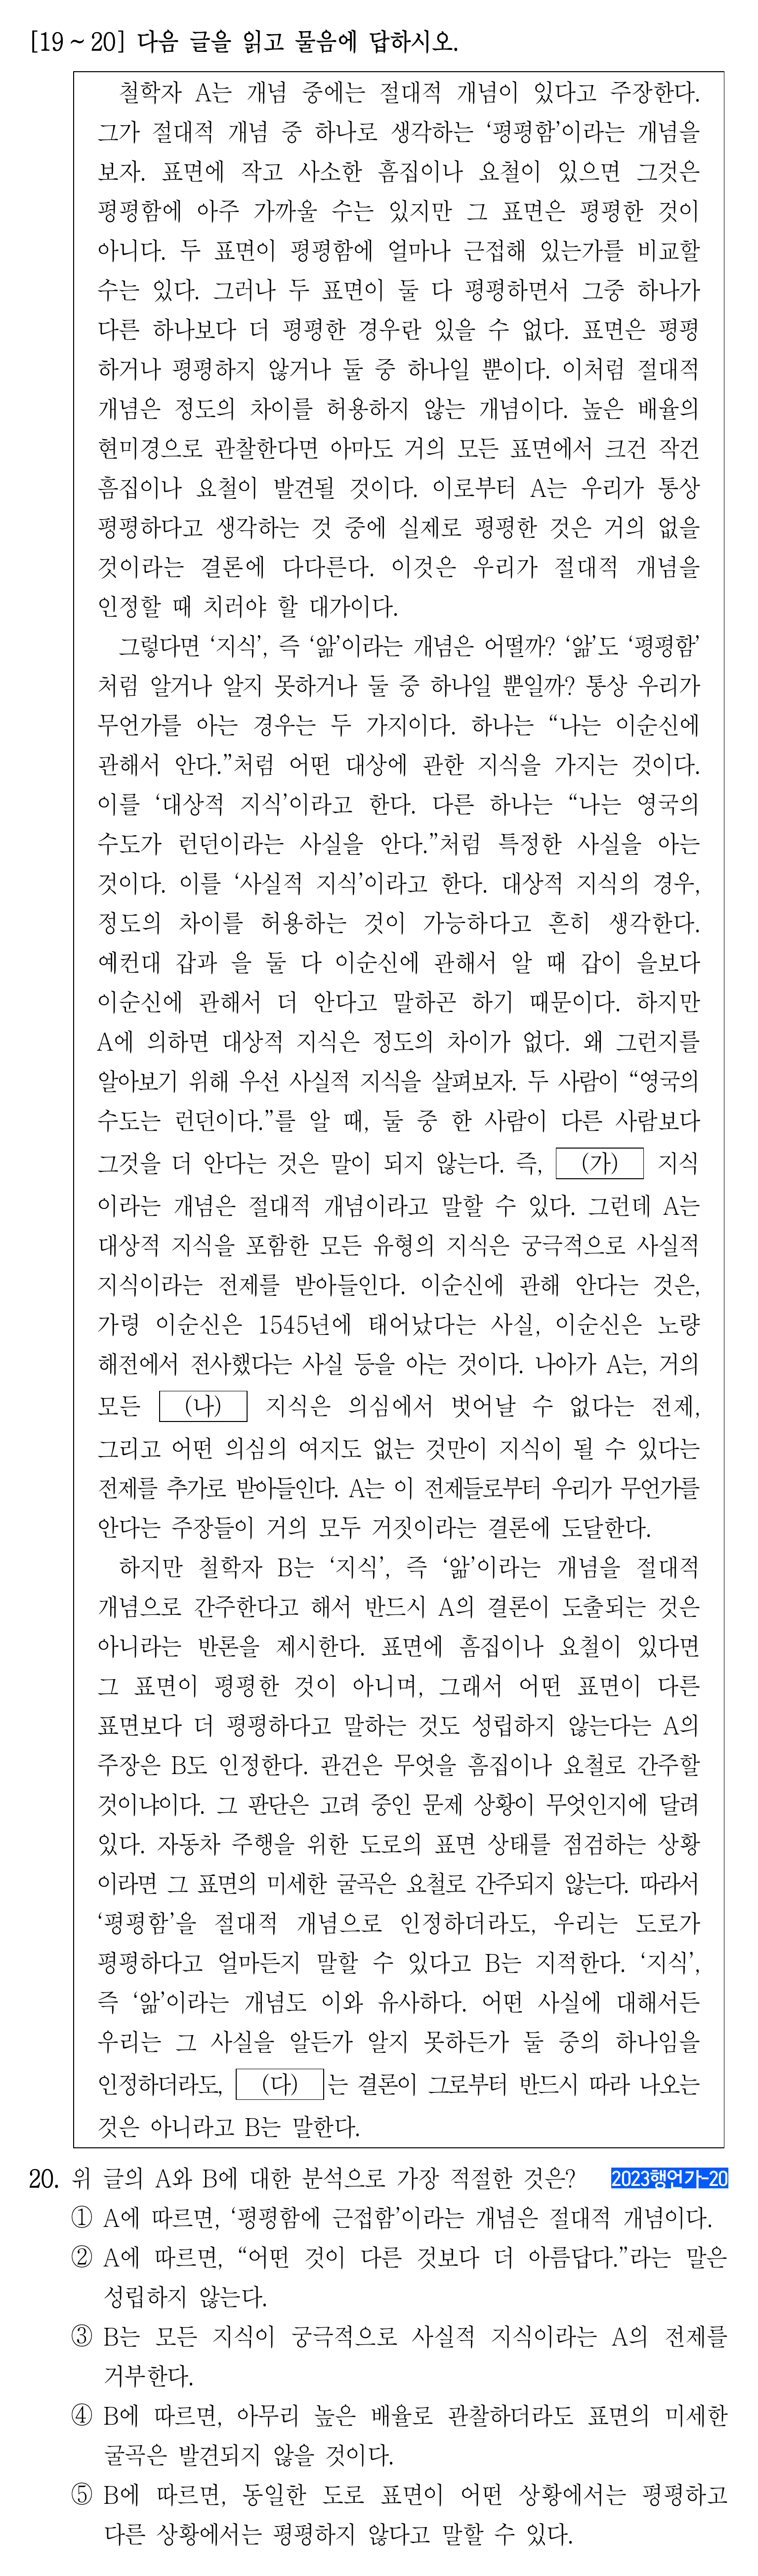 [19 ~ 20] 다음 글을 읽고 물음에 답하시오.
철학자 A는 개념 중에는 절대적 개념이 있다고 주장한다.
그가 절대적 개념 중 하나로 생각하는 ‘평평함’이라는 개념을
보자. 표면에 작고 사소한 흠집이나 요철이 있으면 그것은
평평함에 아주 가까울 수는 있지만 그 표면은 평평한 것이
아니다. 두 표면이 평평함에 얼마나 근접해 있는가를 비교할
수는 있다. 그러나 두 표면이 둘 다 평평하면서 그중 하나가
다른 하나보다 더 평평한 경우란 있을 수 없다. 표면은 평평
하거나 평평하지 않거나 둘 중 하나일 뿐이다. 이처럼 절대적
개념은 정도의 차이를 허용하지 않는 개념이다. 높은 배율의
현미경으로 관찰한다면 아마도 거의 모든 표면에서 크건 작건
흠집이나 요철이 발견될 것이다. 이로부터 A는 우리가 통상
평평하다고 생각하는 것 중에 실제로 평평한 것은 거의 없을
것이라는 결론에 다다른다. 이것은 우리가 절대적 개념을
인정할 때 치러야 할 대가이다.
그렇다면 ‘지식’, 즉 ‘앎’이라는 개념은 어떨까? ‘앎’도 ‘평평함’
처럼 알거나 알지 못하거나 둘 중 하나일 뿐일까? 통상 우리가
무언가를 아는 경우는 두 가지이다. 하나는 “나는 이순신에
관해서 안다.”처럼 어떤 대상에 관한 지식을 가지는 것이다.
이를 ‘대상적 지식’이라고 한다. 다른 하나는 “나는 영국의
수도가 런던이라는 사실을 안다.”처럼 특정한 사실을 아는
것이다. 이를 ‘사실적 지식’이라고 한다. 대상적 지식의 경우,
정도의 차이를 허용하는 것이 가능하다고 흔히 생각한다.
예컨대 갑과 을 둘 다 이순신에 관해서 알 때 갑이 을보다
이순신에 관해서 더 안다고 말하곤 하기 때문이다. 하지만
A에 의하면 대상적 지식은 정도의 차이가 없다. 왜 그런지를
알아보기 위해 우선 사실적 지식을 살펴보자. 두 사람이 “영국의
수도는 런던이다.”를 알 때, 둘 중 한 사람이 다른 사람보다
그것을 더 안다는 것은 말이 되지 않는다. 즉, (가) 지식
이라는 개념은 절대적 개념이라고 말할 수 있다. 그런데 A는
대상적 지식을 포함한 모든 유형의 지식은 궁극적으로 사실적
지식이라는 전제를 받아들인다. 이순신에 관해 안다는 것은,
가령 이순신은 1545년에 태어났다는 사실, 이순신은 노량
해전에서 전사했다는 사실 등을 아는 것이다. 나아가 A는, 거의
모든 (나) 지식은 의심에서 벗어날 수 없다는 전제,
그리고 어떤 의심의 여지도 없는 것만이 지식이 될 수 있다는
전제를 추가로 받아들인다. A는 이 전제들로부터 우리가 무언가를
안다는 주장들이 거의 모두 거짓이라는 결론에 도달한다.
하지만 철학자 B는 ‘지식’, 즉 ‘앎’이라는 개념을 절대적
개념으로 간주한다고 해서 반드시 A의 결론이 도출되는 것은
아니라는 반론을 제시한다. 표면에 흠집이나 요철이 있다면
그 표면이 평평한 것이 아니며, 그래서 어떤 표면이 다른
표면보다 더 평평하다고 말하는 것도 성립하지 않는다는 A의
주장은 B도 인정한다. 관건은 무엇을 흠집이나 요철로 간주할
것이냐이다. 그 판단은 고려 중인 문제 상황이 무엇인지에 달려
있다. 자동차 주행을 위한 도로의 표면 상태를 점검하는 상황
이라면 그 표면의 미세한 굴곡은 요철로 간주되지 않는다. 따라서
‘평평함’을 절대적 개념으로 인정하더라도, 우리는 도로가
평평하다고 얼마든지 말할 수 있다고 B는 지적한다. ‘지식’,
즉 ‘앎’이라는 개념도 이와 유사하다. 어떤 사실에 대해서든
우리는 그 사실을 알든가 알지 못하든가 둘 중의 하나임을
인정하더라도, (다) 는 결론이 그로부터 반드시 따라 나오는
것은 아니라고 B는 말한다.
20. 위 글의 A와 B에 대한 분석으로 가장 적절한 것은? 2023행언가-20
① A에 따르면, ‘평평함에 근접함’이라는 개념은 절대적 개념이다.
② A에 따르면, “어떤 것이 다른 것보다 더 아름답다.”라는 말은
성립하지 않는다.
③ B는 모든 지식이 궁극적으로 사실적 지식이라는 A의 전제를
거부한다.
④ B에 따르면, 아무리 높은 배율로 관찰하더라도 표면의 미세한
굴곡은 발견되지 않을 것이다.
⑤ B에 따르면, 동일한 도로 표면이 어떤 상황에서는 평평하고
다른 상황에서는 평평하지 않다고 말할 수 있다.